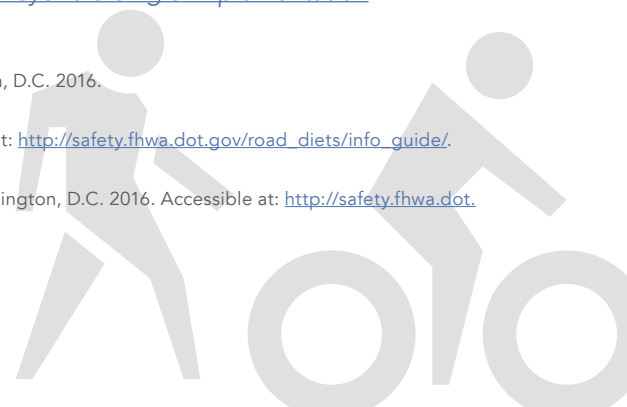 , D.C. 2016.
t: http://safety.fhwa.dot.gov/road_diets/info_guide/.
ington, D.C. 2016. Accessible at: http://safety.fhwa.dot.